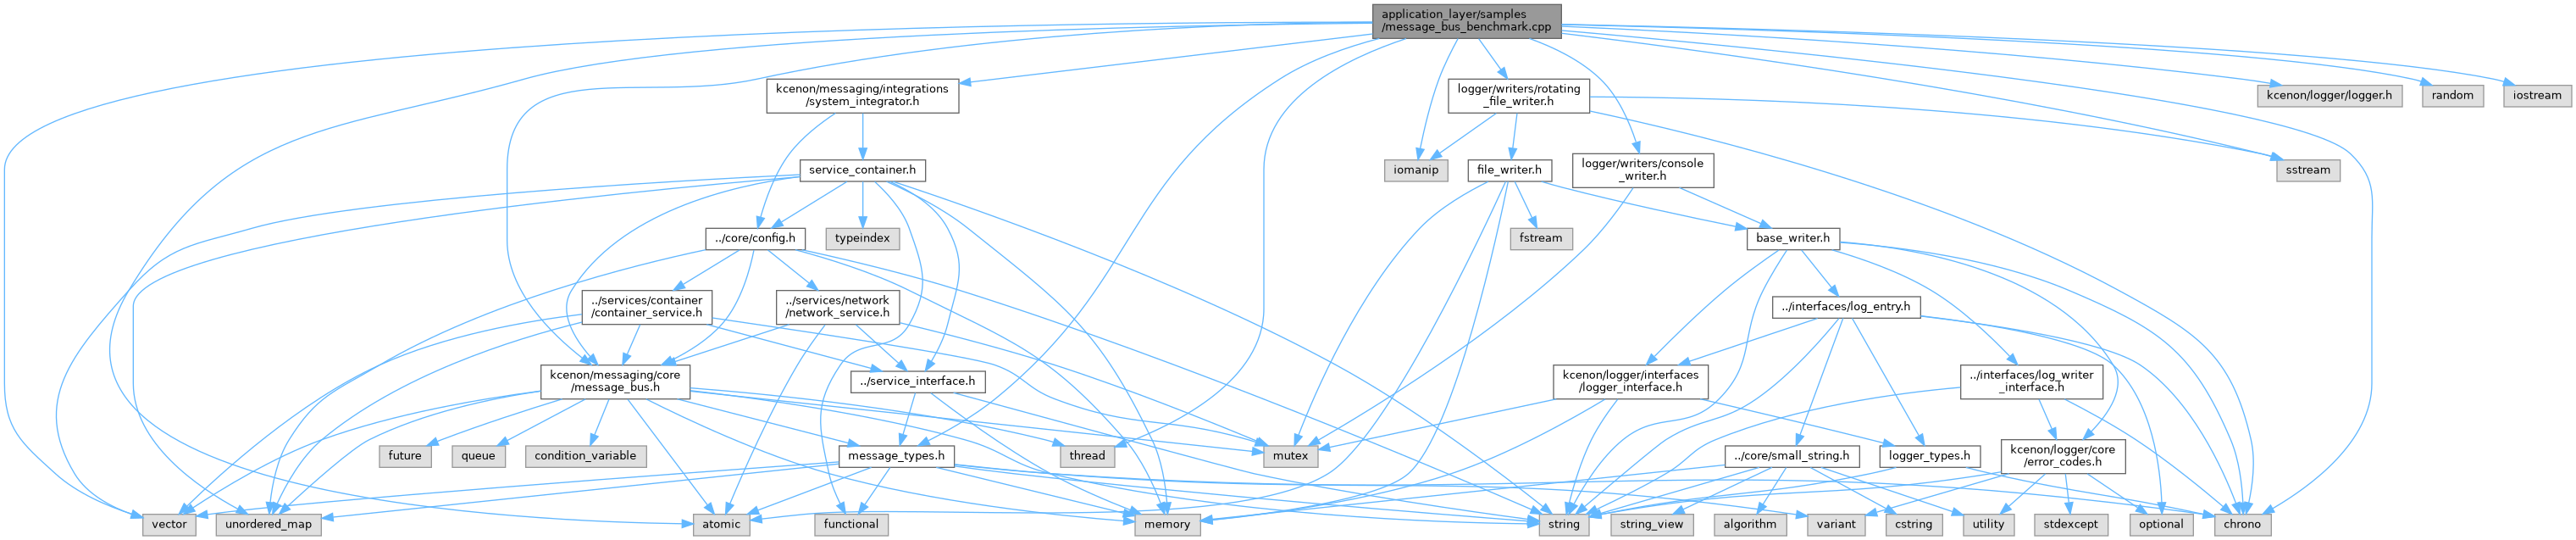 application_layer/samples
/message_bus_benchmark.cpp
kcenon/messaging/integrations
/system_integrator.h
logger/writers/rotating
_file_writer.h
kcenon/logger/logger.h
random
iostream
service_container.h
iomanip
file_writer.h
logger/writers/console
_writer.h
sstream
../core/config.h
typeindex
fstream
base_writer.h
../services/container
/container_service.h
../services/network
/network_service.h
../interfaces/log_entry.h
kcenon/messaging/core
/message_bus.h
../service_interface.h
kcenon/logger/interfaces
/logger_interface.h
../interfaces/log_writer
_interface.h
future
queue
condition_variable
message_types.h
thread
mutex
../core/small_string.h
logger_types.h
kcenon/logger/core
/error_codes.h
vector
unordered_map
atomic
functional
memory
string
string_view
algorithm
variant
cstring
utility
stdexcept
optional
chrono